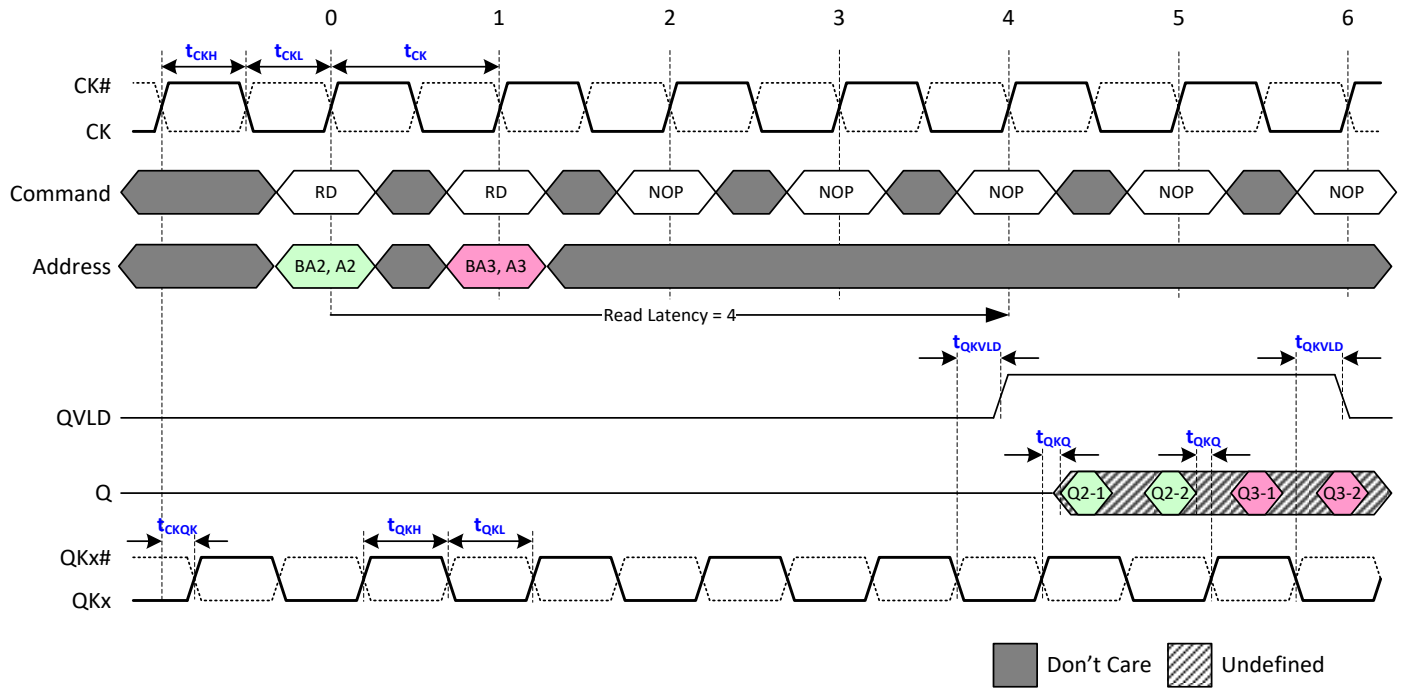 0 1 2 3 4 5 6
tCKH tCKL tCK
CK#
CK
Command RD RD NOP NOP NOP NOP NOP
Address BA2, A2 BA3, A3
Read Latency = 4
tQKVLD tQKVLD
QVLD
tQKQ tQKQ
Q Q2-1 Q2-2 Q3-1 Q3-2
tCKQK tQKH tQKL
QKx#
QKx
Don't Care Undefined